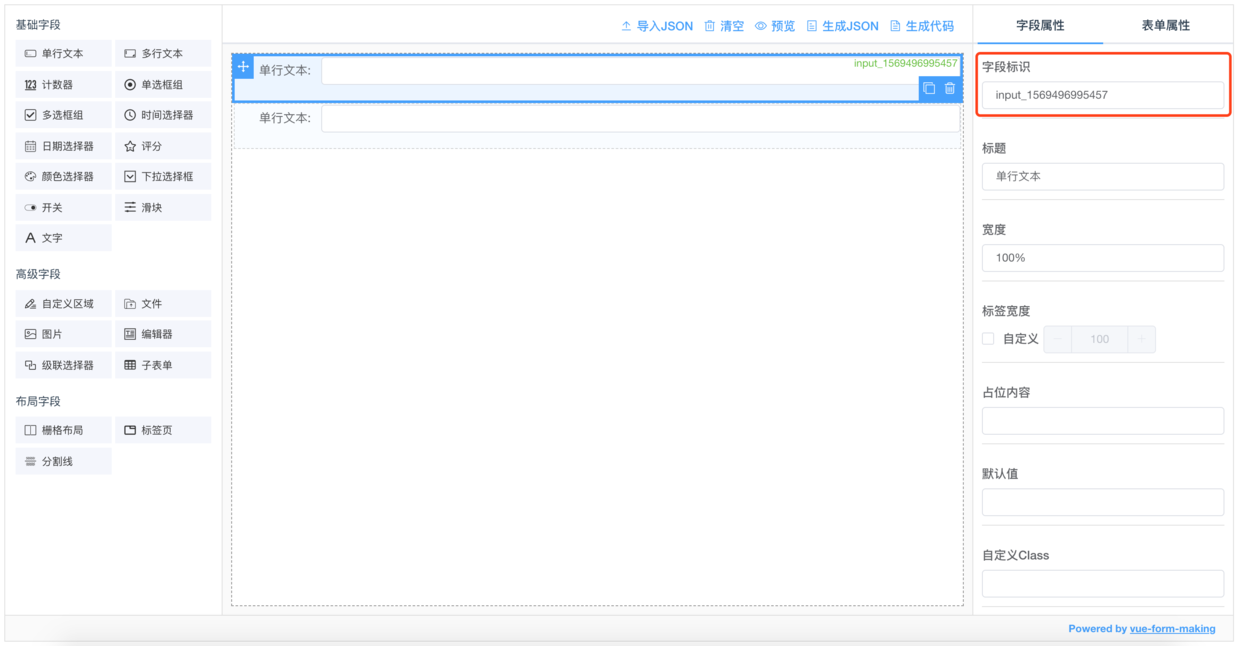 基础字段
单行文本
多行文本
计数器
单选框组
多选框组
时间选择器
日期选择器
评分
颜色选择器
下拉选择框
开关
滑块
文字
高级字段
自定义区域
文件
图片
编辑器
级联选择器
子表单
布局字段
栅格布局
标签页
分割线
导入JSON 清空 预览 生成JSON 生成代码
单行文本:
input_1569496995457
单行文本:
字段属性 表单属性
字段标识
input_1569496995457
标题
单行文本
宽度
100%
标签宽度
自定义 100
占位内容
默认值
自定义Class
Powered by vue-form-making